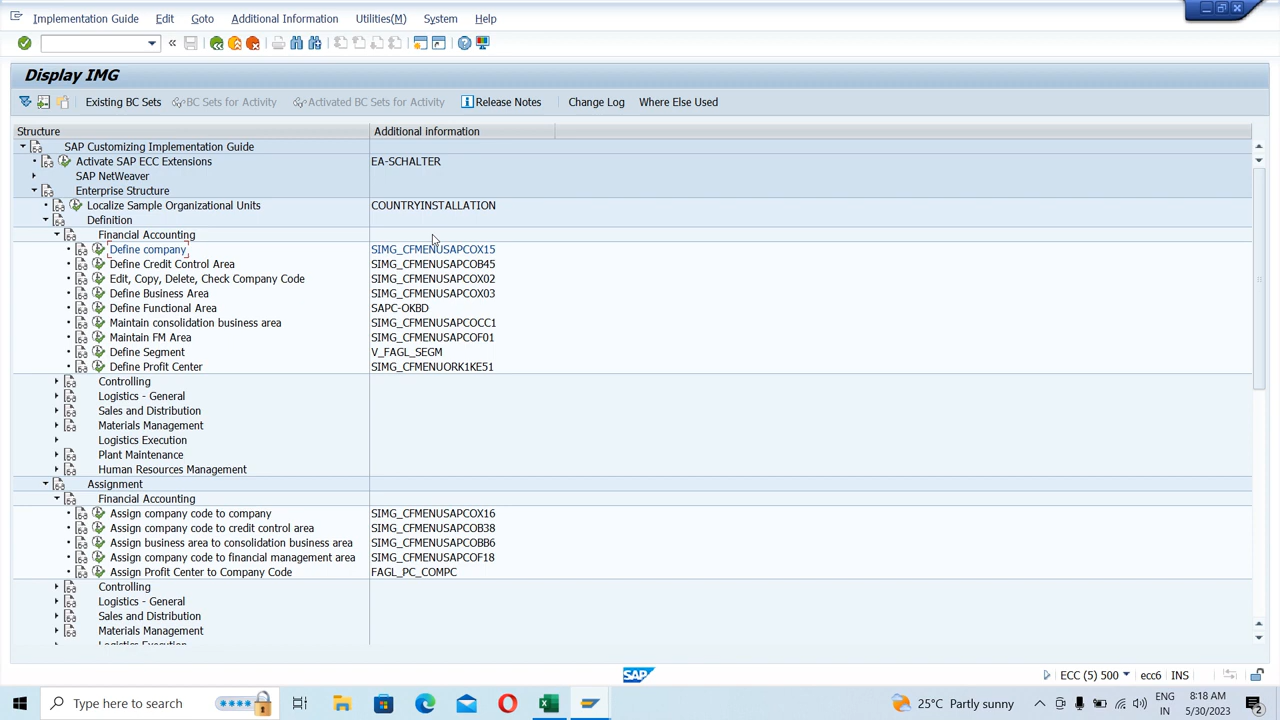 Implementation Guide Edit Goto Additional Information Utilities(M) System Help
Display IMG
Existing BC Sets BC Sets for Activity Activated BC Sets for Activity Release Notes Change Log Where Else Used
Structure Additional information
SAP Customizing Implementation Guide
Activate SAP ECC Extensions EA-SCHALTER
SAP NetWeaver
Enterprise Structure
Localize Sample Organizational Units COUNTRYINSTALLATION
Definition
Financial Accounting
Define company SIMG_CFMENUSAPCOX15
Define Credit Control Area SIMG_CFMENUSAPCOB45
Edit, Copy, Delete, Check Company Code SIMG_CFMENUSAPCOX02
Define Business Area SIMG_CFMENUSAPCOX03
Define Functional Area SAPC-OKBD
Maintain consolidation business area SIMG_CFMENUSAPCOCC1
Maintain FM Area SIMG_CFMENUSAPCOF01
Define Segment V_FAGL_SEGM
Define Profit Center SIMG_CFMENUORK1KE51
Controlling
Logistics - General
Sales and Distribution
Materials Management
Logistics Execution
Plant Maintenance
Human Resources Management
Assignment
Financial Accounting
Assign company code to company SIMG_CFMENUSAPCOX16
Assign company code to credit control area SIMG_CFMENUSAPCOB38
Assign business area to consolidation business area SIMG_CFMENUSAPCOBB6
Assign company code to financial management area SIMG_CFMENUSAPCOF18
Assign Profit Center to Company Code FAGL_PC_COMPC
Controlling
Logistics - General
Sales and Distribution
Materials Management
Logistics Execution
SAP ECC (5) 500 ecc6 INS
Type here to search 25°C Partly sunny ENG 8:18 AM
IN 5/30/2023 2